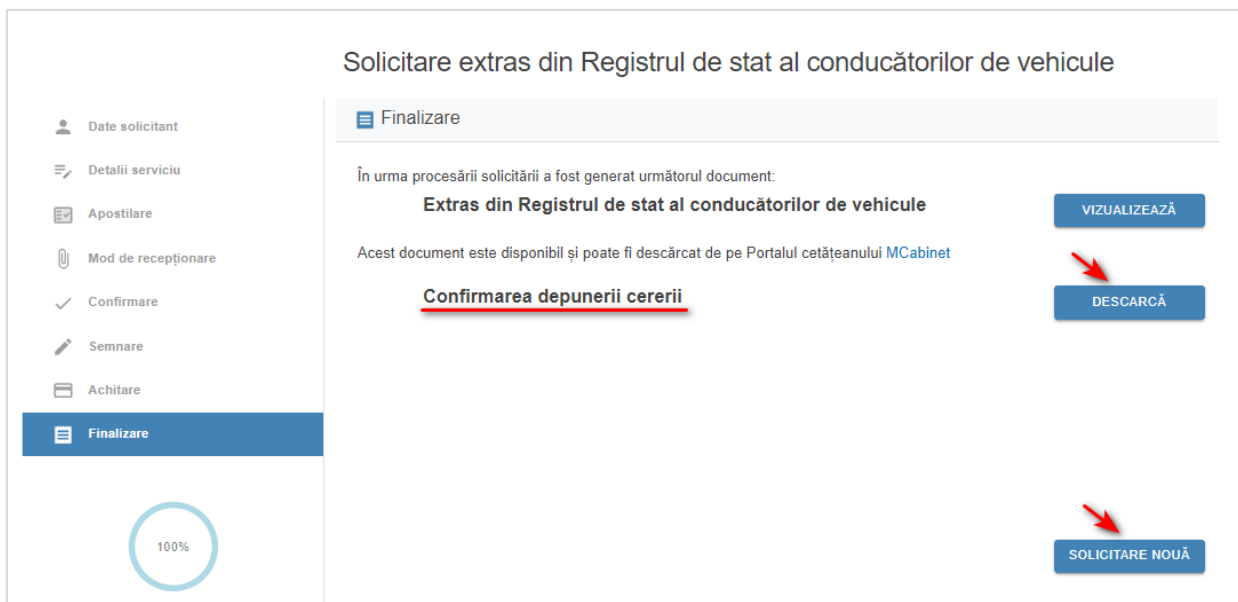 Solicitare extras din Registrul de stat al conducătorilor de vehicule
Date solicitant
Detalii serviciu
Apostilare
Mod de recepționare
Confirmare
Semnare
Achitare
Finalizare
100%
Finalizare
În urma procesării solicitării a fost generat următorul document:
Extras din Registrul de stat al conducătorilor de vehicule
VIZUALIZEAZĂ
Acest document este disponibil și poate fi descărcat de pe Portalul cetățeanului MCabinet
Confirmarea depunerii cererii
DESCARCĂ
SOLICITARE NOUĂ